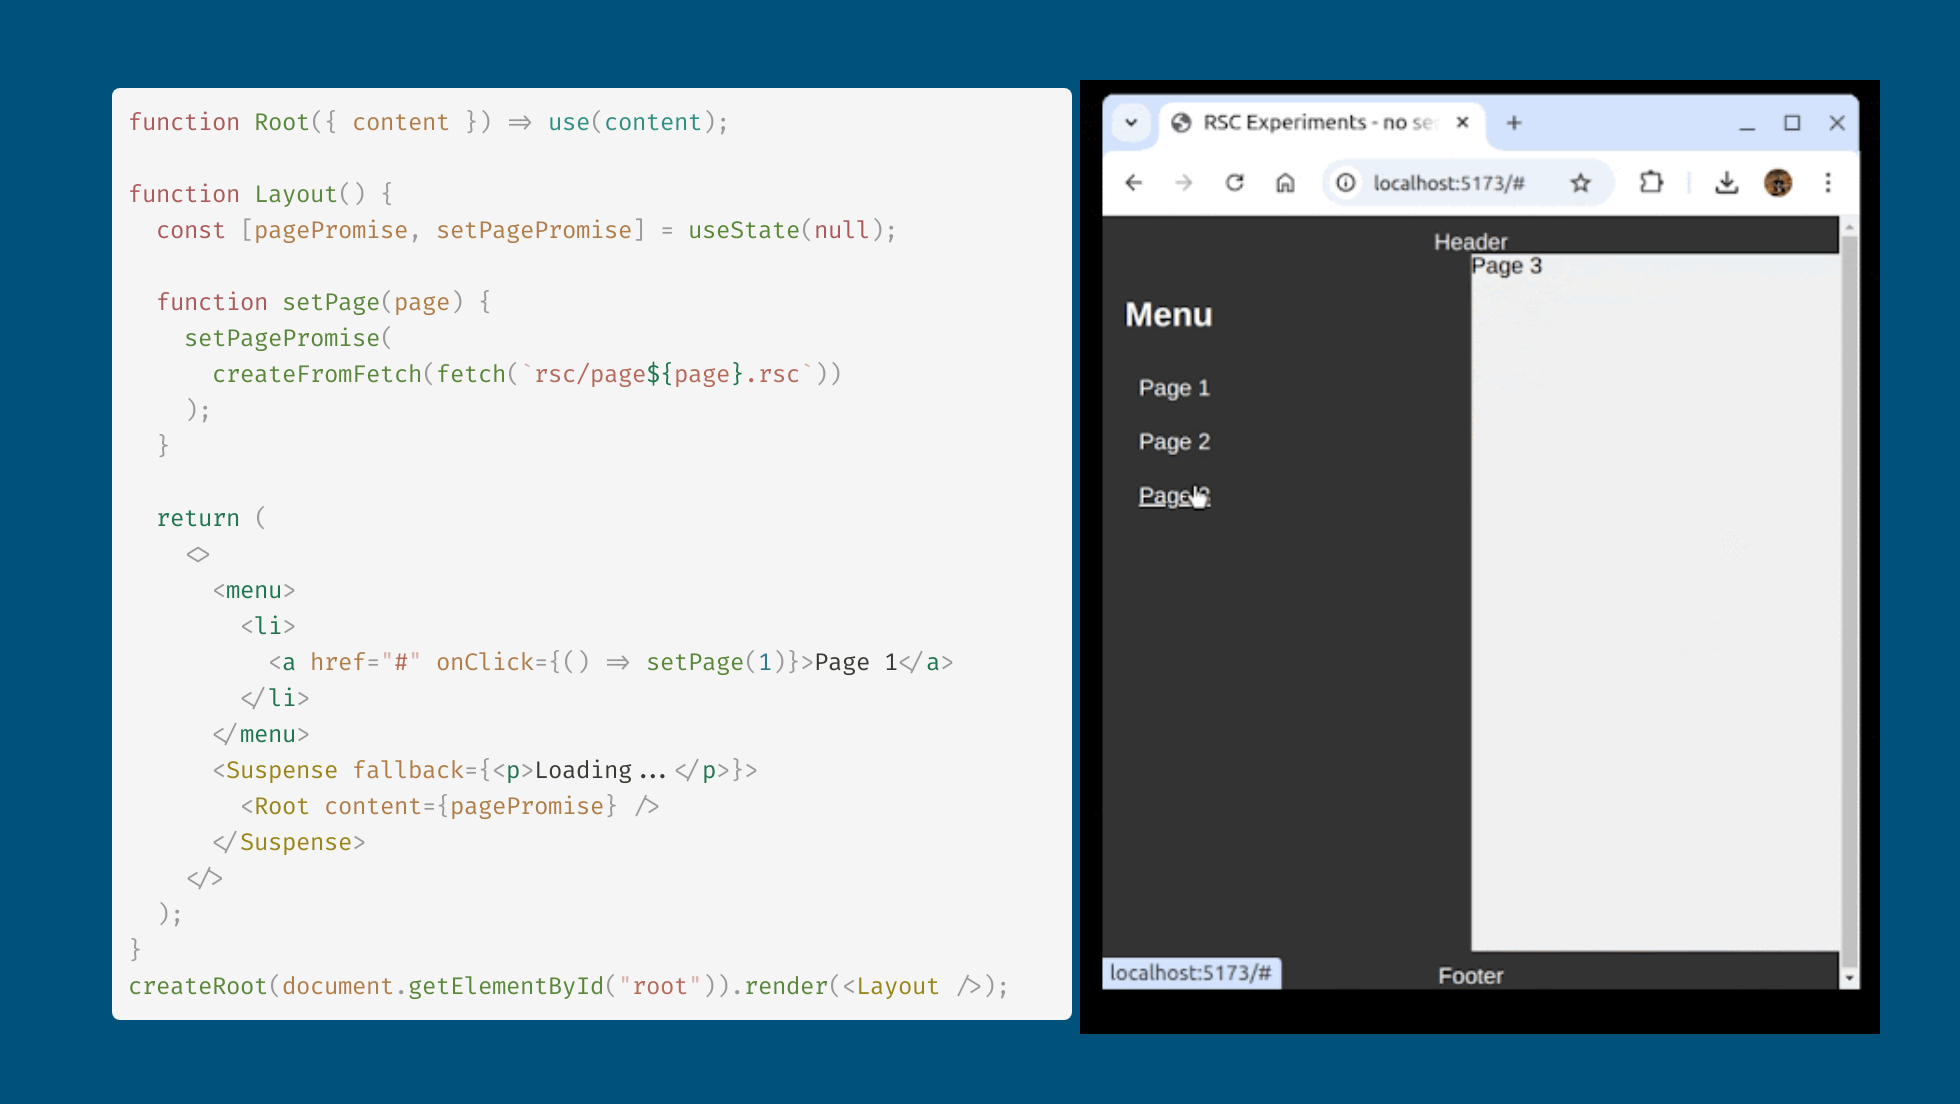 function Root({ content }) => use(content);
function Layout() {
  const [pagePromise, setPagePromise] = useState(null);
  function setPage(page) {
    setPagePromise(
      createFromFetch(fetch(`rsc/page${page}.rsc`))
    );
  }
  return (
    <>
      <menu>
        <li>
          <a href="#" onClick={() => setPage(1)}>Page 1</a>
        </li>
      </menu>
      <Suspense fallback={<p>Loading...</p>}>
        <Root content={pagePromise} />
      </Suspense>
    </>
  );
}
createRoot(document.getElementById("root")).render(<Layout />);
RSC Experiments - no se
localhost:5173/#
Header
Page 3
Menu
Page 1
Page 2
Page
localhost:5173/#
Footer